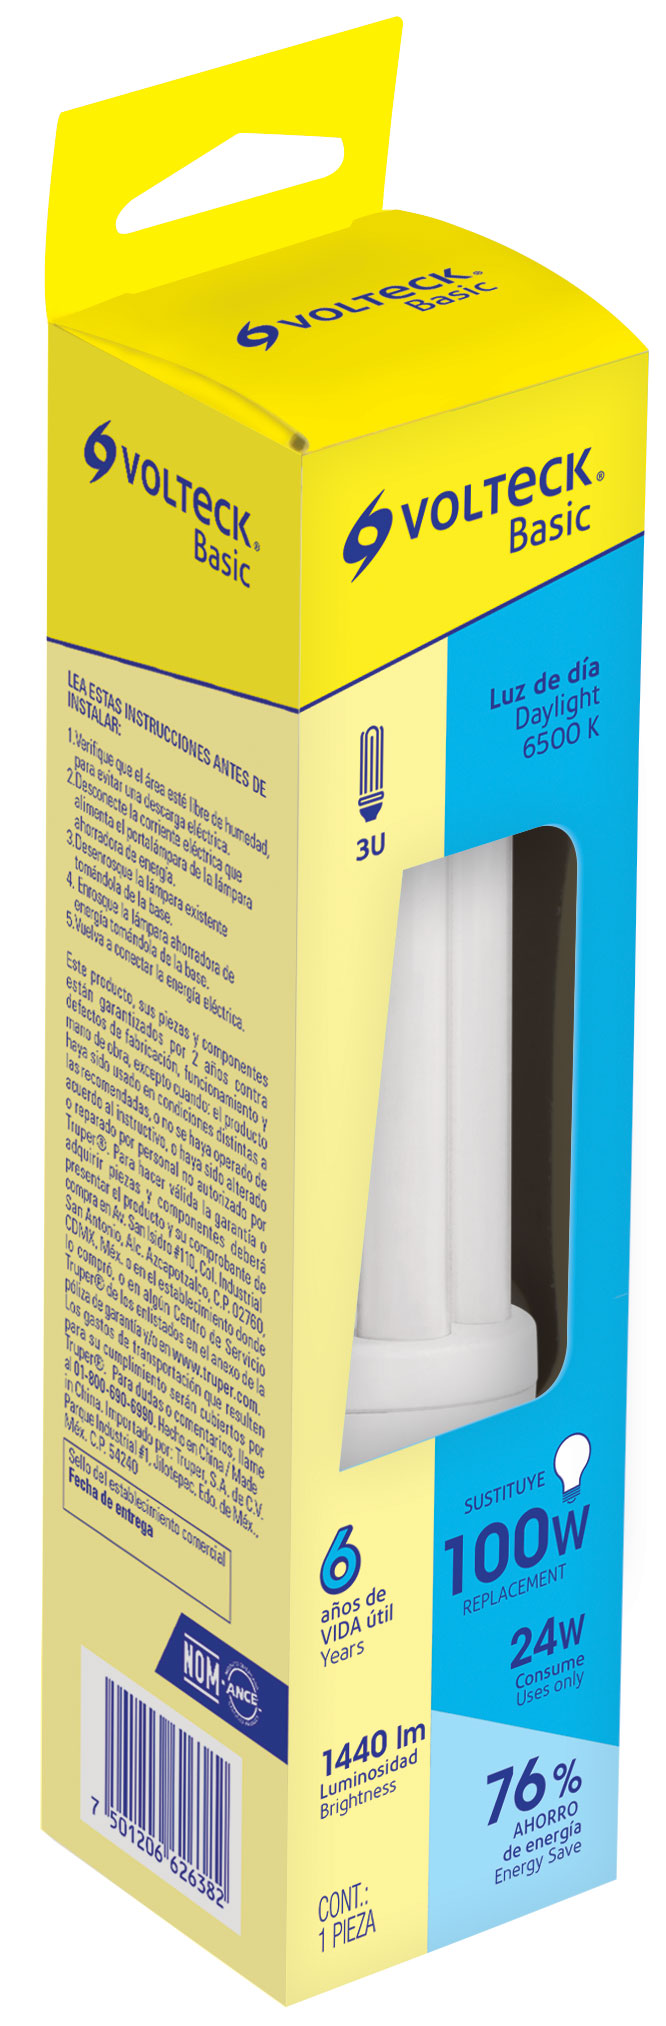 VOLTECK®
Basic
VOLTECK®
Basic
LEA ESTAS INSTRUCCIONES ANTES DE
INSTALAR:
1.Verifique que el área esté libre de humedad,
para evitar una descarga eléctrica.
2.Desconecte la corriente eléctrica que
alimenta el portalámpara de la lámpara
ahorradora de energía.
3.Desenrosque la lámpara existente
tomándola de la base.
4. Enrosque la lámpara ahorradora de
energía tomándola de la base.
5.Vuelva a conectar la energía eléctrica.
Este producto, sus piezas y componentes
están garantizados por 2 años contra
defectos de fabricación, funcionamiento y
mano de obra, excepto cuando: el producto
haya sido usado en condiciones distintas a
las recomendadas, o no se haya operado de
acuerdo al instructivo, o haya sido alterado
o reparado por personal no autorizado por
Truper®. Para hacer válida la garantía o
adquirir piezas y componentes deberá
presentar el producto y su comprobante de
compra en Av. San Isidro #110, Col. Industrial
San Antonio, Alc. Azcapotzalco, C.P. 02760,
CDMX, Méx. o en el establecimiento donde
lo compró, o en algún Centro de Servicio
Truper® de los enlistados en el anexo de la
póliza de garantía y/o en www.truper.com.
Los gastos de transportación que resulten
para su cumplimiento serán cubiertos por
Truper®. Para dudas o comentarios, llame
al 01-800-690-6990. Hecho en China / Made
in China. Importado por: Truper, S.A. de C.V.
Parque Industrial #1, Jilotepec, Edo. de Méx.,
Méx. C.P. 54240
Sello del establecimiento comercial
Fecha de entrega
NOM
ANCE
7 501206 626382
VOLTECK®
Basic
Luz de día
Daylight
6500 K
3U
SUSTITUYE
100W
REPLACEMENT
24W
Consume
Uses only
76%
AHORRO
de energía
Energy Save
6
años de
VIDA útil
Years
1440 lm
Luminosidad
Brightness
CONT.:
1 PIEZA